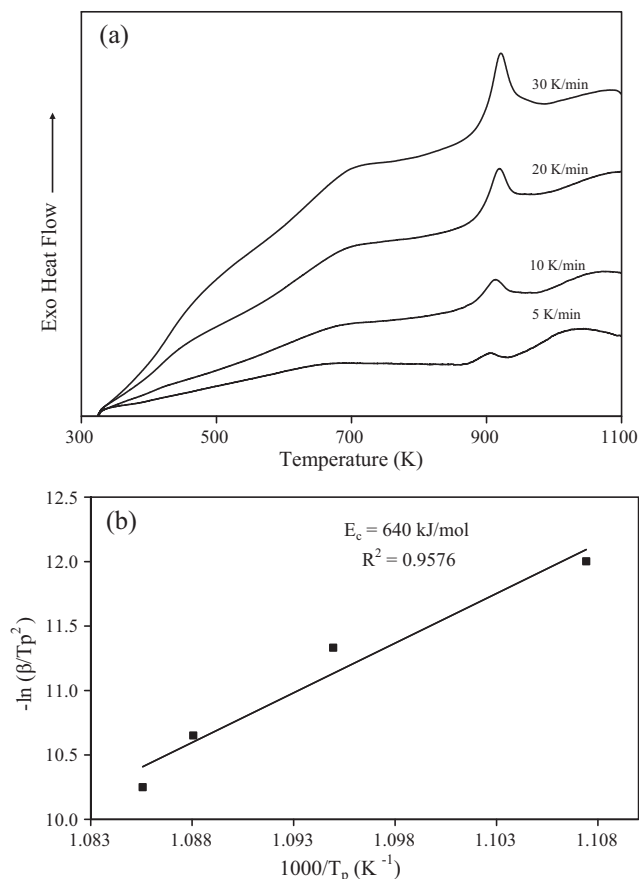 (a)
30 K/min
20 K/min
10 K/min
5 K/min
Exo Heat Flow
300 500 700 900 1100
Temperature (K)
(b)
E_c = 640 kJ/mol
R² = 0.9576
12.5
12.0
11.5
11.0
10.5
10.0
-ln (β/Tp²)
1.083 1.088 1.093 1.098 1.103 1.108
1000/T_p (K⁻¹)